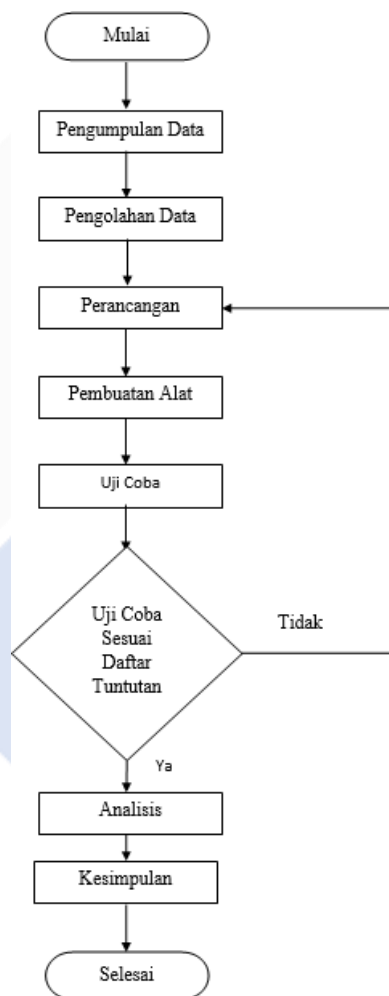 Mulai
Pengumpulan Data
Pengolahan Data
Perancangan
Pembuatan Alat
Uji Coba
Uji Coba
Sesuai
Daftar
Tuntutan
Tidak
Ya
Analisis
Kesimpulan
Selesai